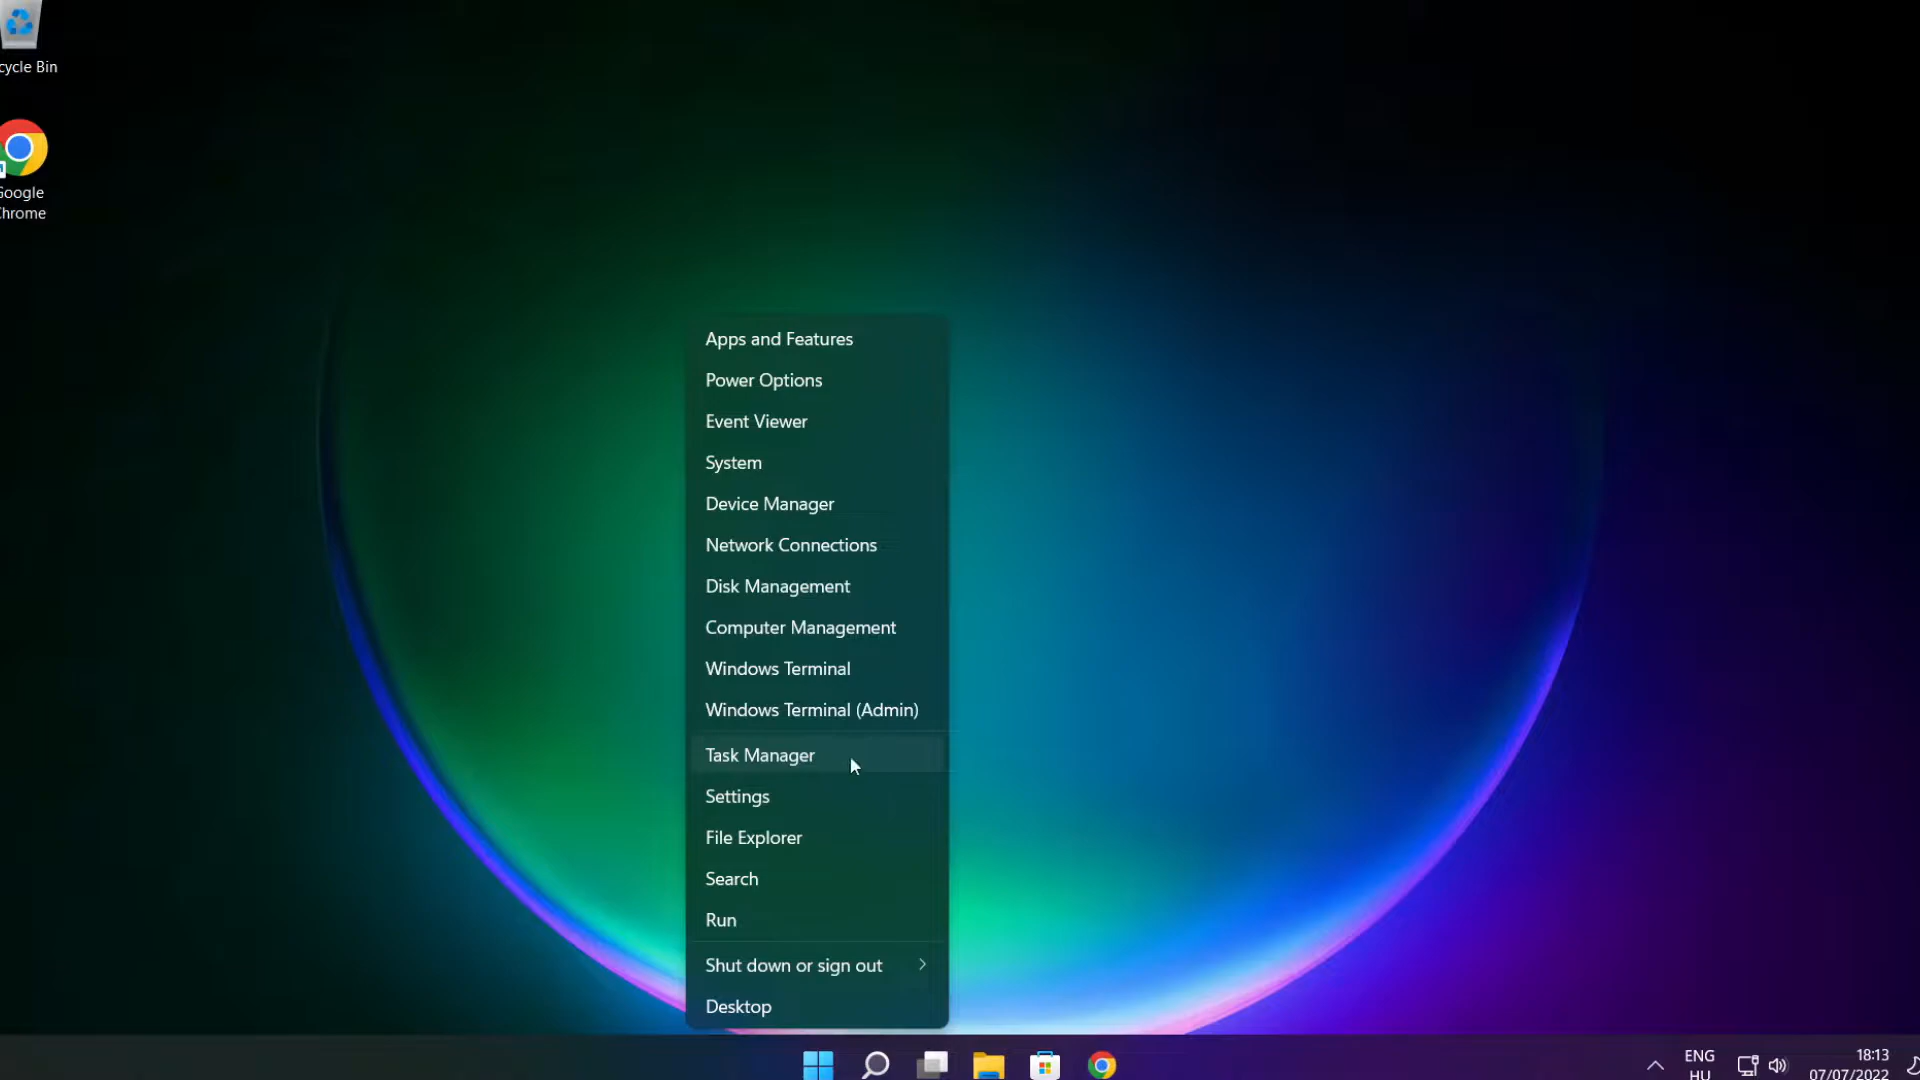 cycle Bin
Google
Chrome
Apps and Features
Power Options
Event Viewer
System
Device Manager
Network Connections
Disk Management
Computer Management
Windows Terminal
Windows Terminal (Admin)
Task Manager
Settings
File Explorer
Search
Run
Shut down or sign out
Desktop
ENG
HU
18:13
07/07/2022